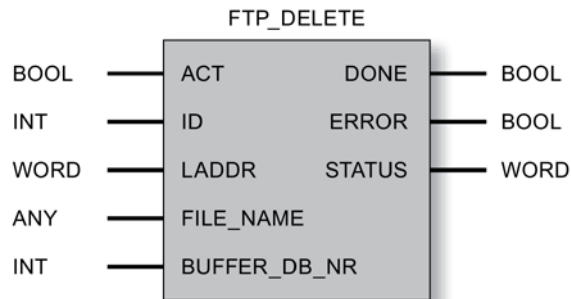 FTP_DELETE
BOOL ACT DONE BOOL
INT ID ERROR BOOL
WORD LADDR STATUS WORD
ANY FILE_NAME
INT BUFFER_DB_NR